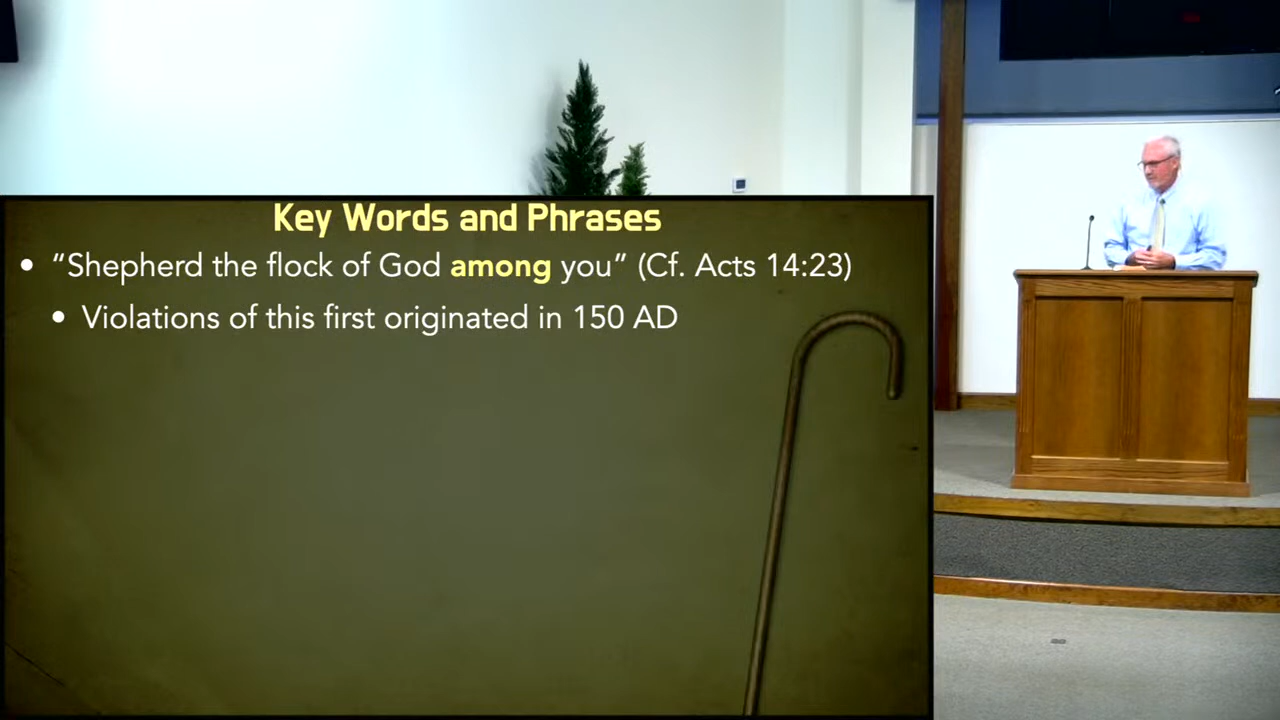 Key Words and Phrases
• “Shepherd the flock of God among you” (Cf. Acts 14:23)
• Violations of this first originated in 150 AD